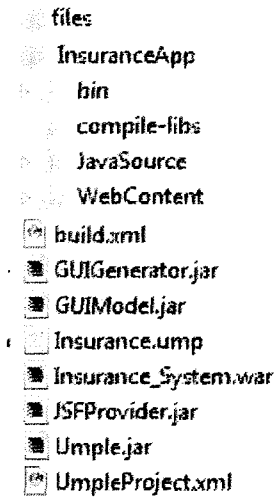 files
InsuranceApp
bin
compile-libs
JavaSource
WebContent
build.xml
GUIGenerator.jar
GUIModel.jar
Insurance.ump
Insurance_System.war
JSFProvider.jar
Umple.jar
UmpleProject.xml